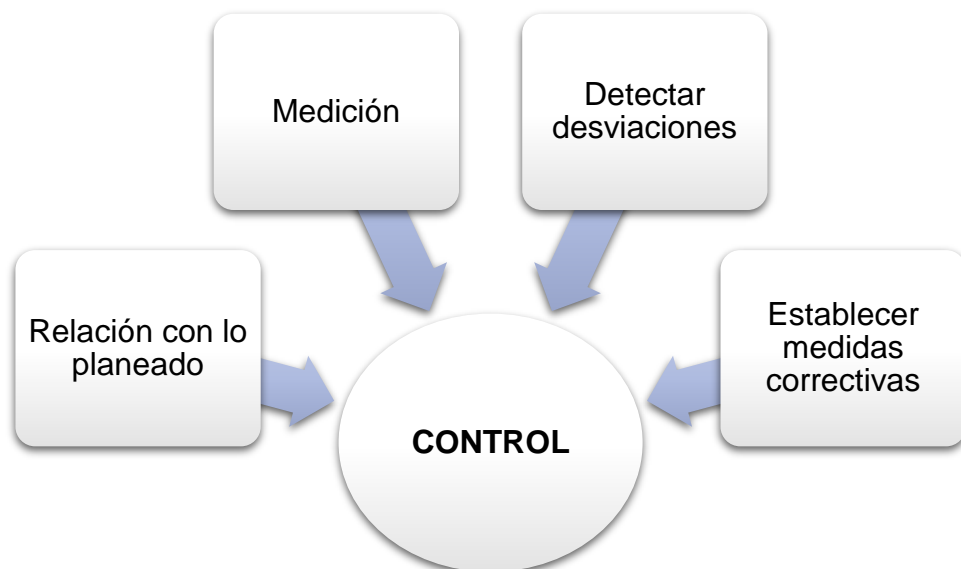 Medición
Detectar
desviaciones
Relación con lo
planeado
Establecer
medidas
correctivas
CONTROL